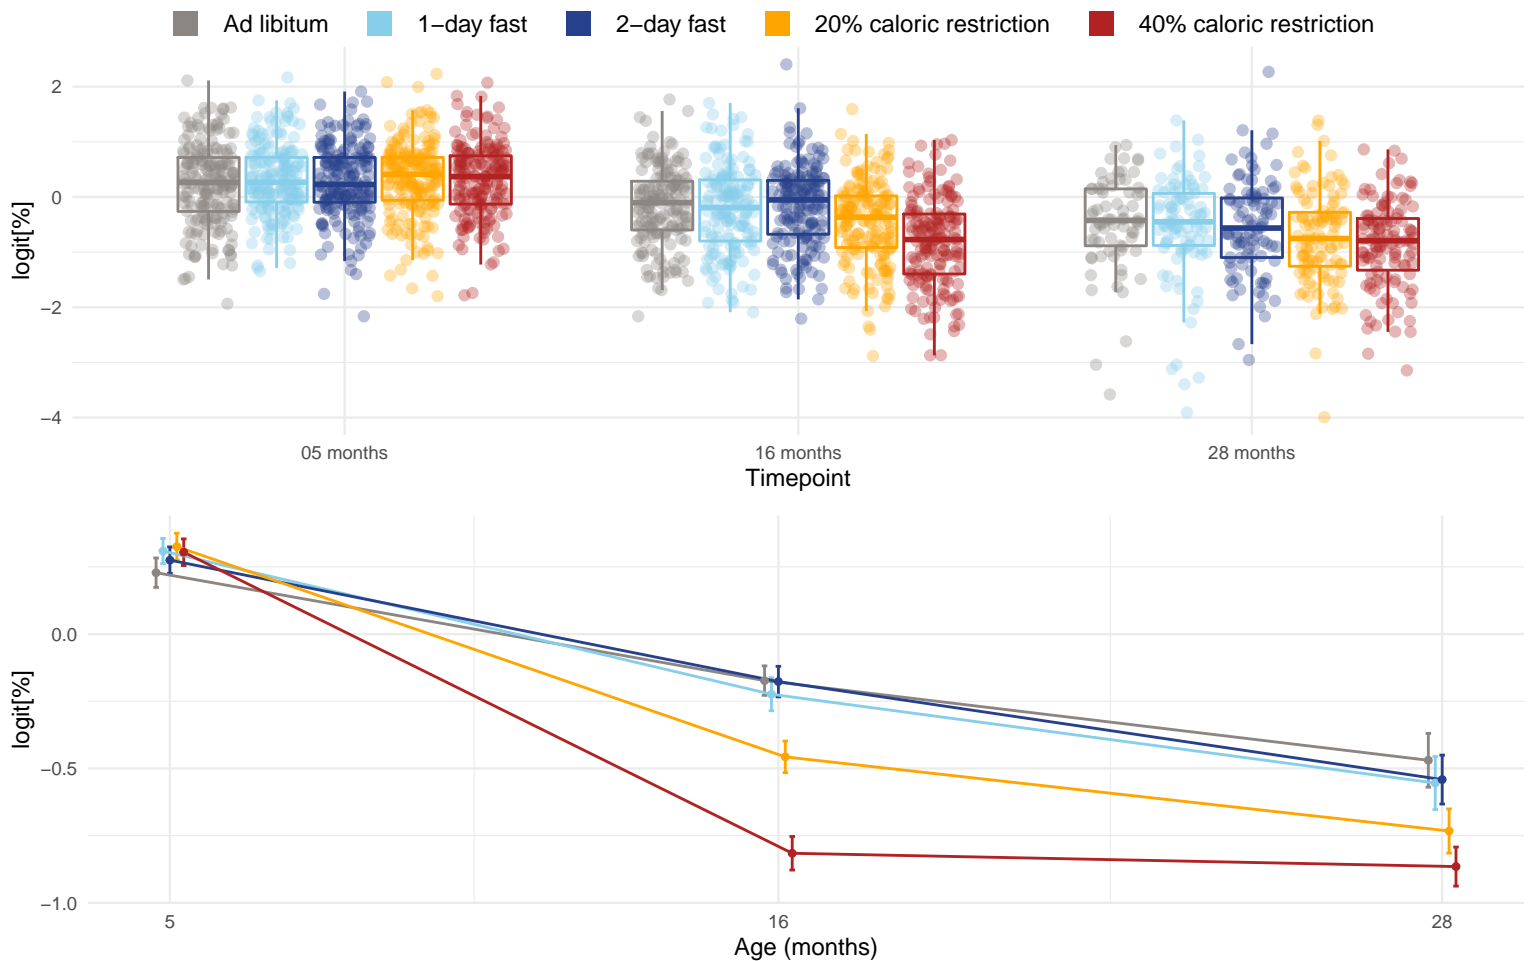 Ad libitum 1−day fast 2−day fast 20% caloric restriction 40% caloric restriction
2
0
−2
−4
logit[%]
05 months 16 months 28 months
Timepoint
0.0
−0.5
−1.0
logit[%]
5 16 28
Age (months)